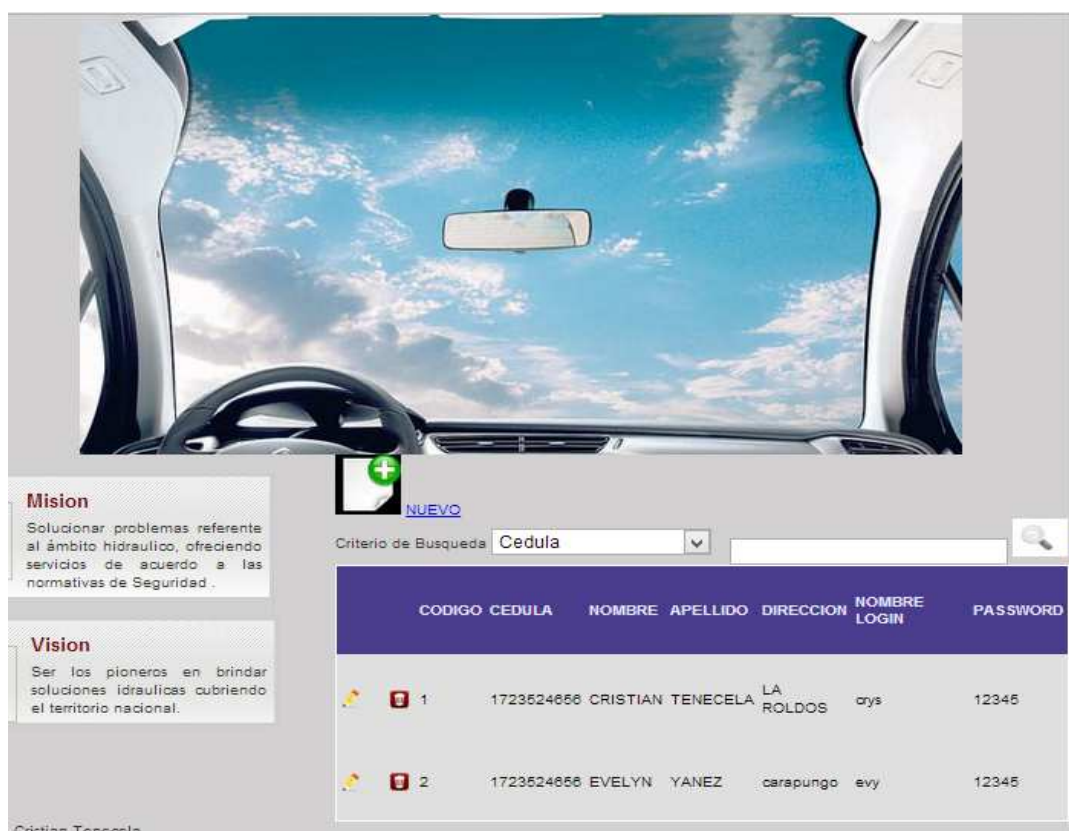 Mision
Solucionar problemas referente
al ámbito hidraulico, ofreciendo
servicios de acuerdo a las
normativas de Seguridad .
Vision
Ser los pioneros en brindar
soluciones idraulicas cubriendo
el territorio nacional.
NUEVO
Criterio de Busqueda Cedula
CODIGO CEDULA NOMBRE APELLIDO DIRECCION NOMBRE LOGIN PASSWORD
1 1723524656 CRISTIAN TENECELA LA ROLDOS crys 12345
2 1723524656 EVELYN YANEZ carapungo evy 12345
Cristian Tenecela